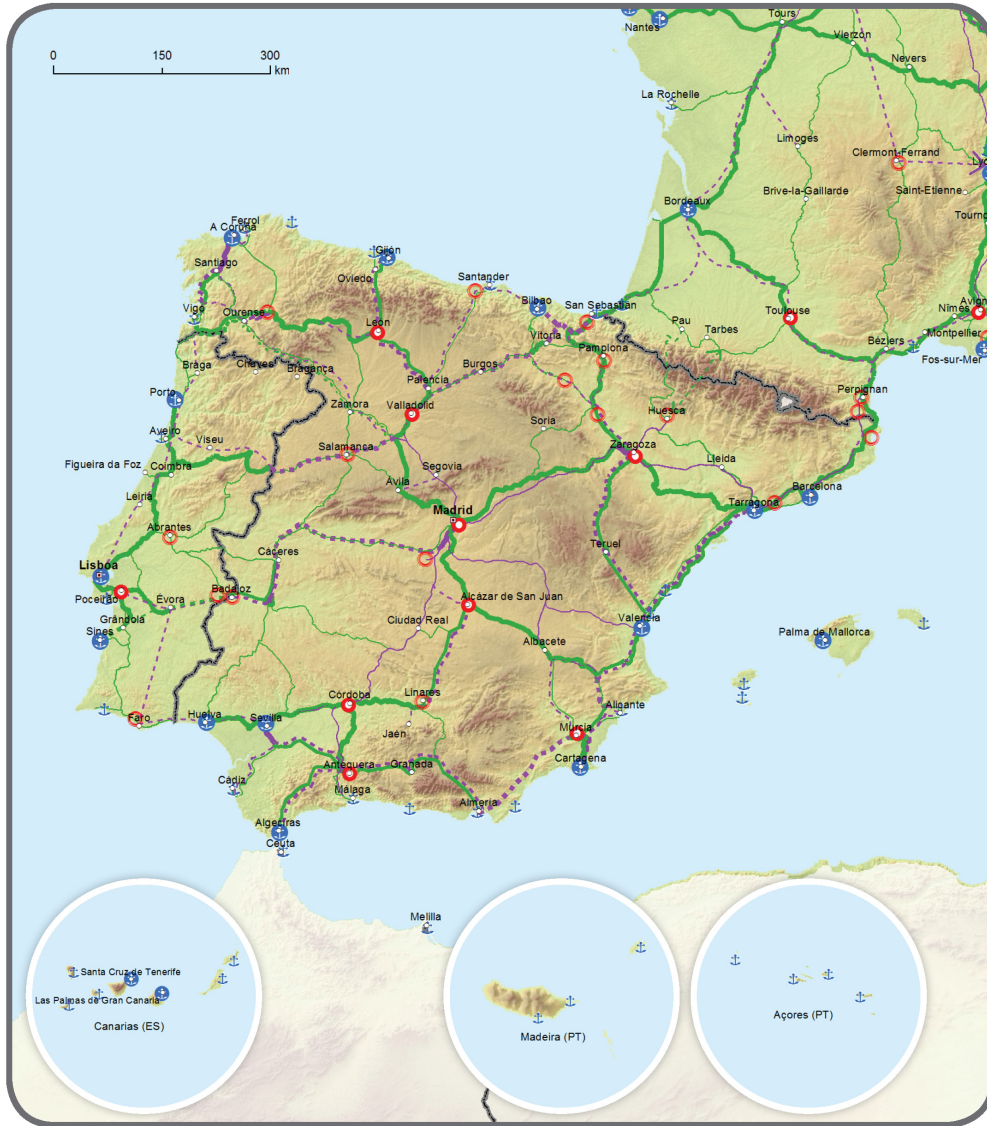 Tours
Nantes
Vierzon
Nevers
0 150 300
km
La Rochelle
Limoges
Clermont-Ferrand
Lyo
Brive-la-Gaillarde
Saint-Etienne
Bordeaux
Tourno
Ferrol
A Coruña
Gijón
Santiago
Oviedo
Santander
Bilbao
San Sebastian
Vigo
Ourense
León
Vitoria
Pau
Toulouse
Nîmes
Avign
Tarbes
Montpellier
Béziers
Fos-sur-Mer
Pamplona
Braga
Chaves
Bragança
Burgos
Palencia
Perpignan
Porto
Zamora
Valladolid
Soria
Huesca
Aveiro
Viseu
Salamanca
Zaragoza
Figueira da Foz
Coimbra
Segovia
Lleida
Ávila
Barcelona
Leiria
Madrid
Tarragona
Abrantes
Cáceres
Teruel
Lisboa
Poceirão
Évora
Badajoz
Alcázar de San Juan
Grândola
Sines
Ciudad Real
Valencia
Palma de Mallorca
Albacete
Faro
Huelva
Sevilla
Córdoba
Linares
Alicante
Jaén
Murcia
Cartagena
Antequera
Granada
Cádiz
Málaga
Almería
Algeciras
Ceuta
Melilla
Santa Cruz de Tenerife
Las Palmas de Gran Canaria
Canarias (ES)
Madeira (PT)
Açores (PT)